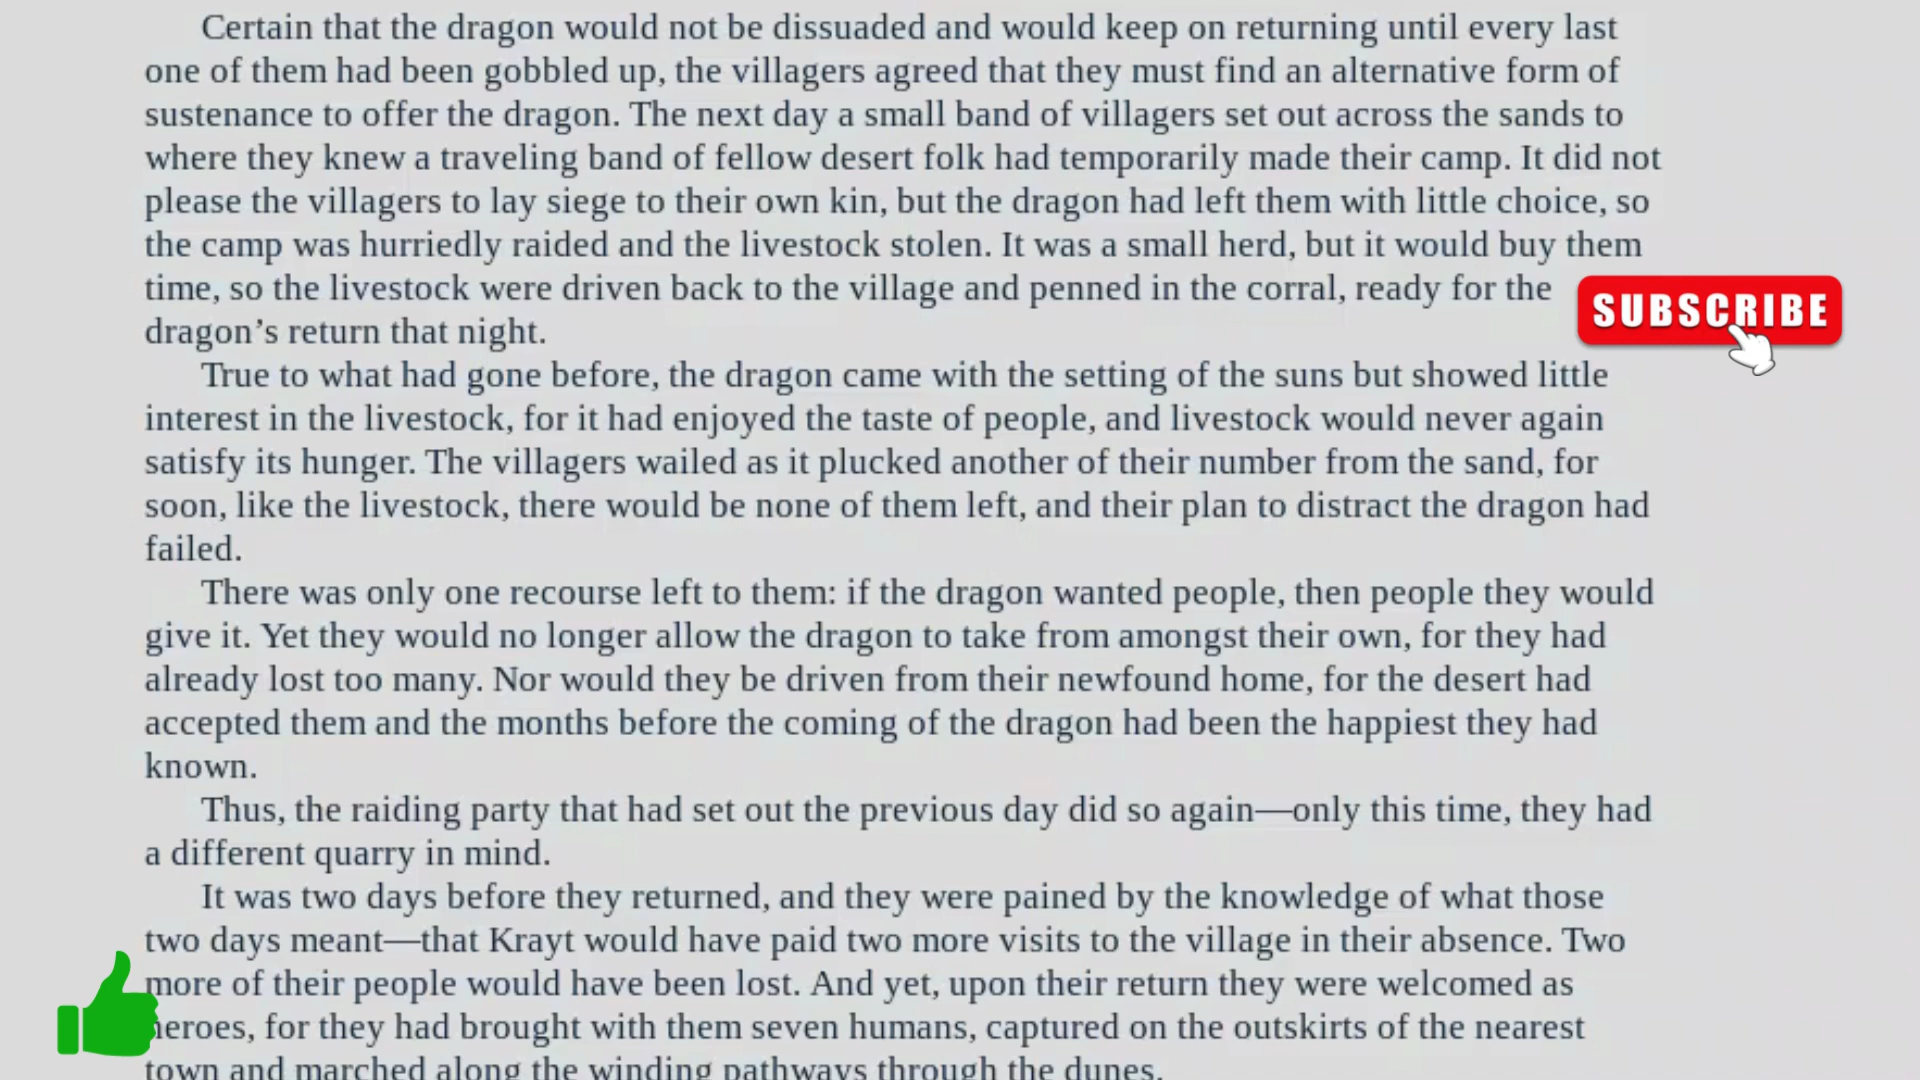 Certain that the dragon would not be dissuaded and would keep on returning until every last
one of them had been gobbled up, the villagers agreed that they must find an alternative form of
sustenance to offer the dragon. The next day a small band of villagers set out across the sands to
where they knew a traveling band of fellow desert folk had temporarily made their camp. It did not
please the villagers to lay siege to their own kin, but the dragon had left them with little choice, so
the camp was hurriedly raided and the livestock stolen. It was a small herd, but it would buy them
time, so the livestock were driven back to the village and penned in the corral, ready for the
SUBSCRIBE
dragon’s return that night.
True to what had gone before, the dragon came with the setting of the suns but showed little
interest in the livestock, for it had enjoyed the taste of people, and livestock would never again
satisfy its hunger. The villagers wailed as it plucked another of their number from the sand, for
soon, like the livestock, there would be none of them left, and their plan to distract the dragon had
failed.
There was only one recourse left to them: if the dragon wanted people, then people they would
give it. Yet they would no longer allow the dragon to take from amongst their own, for they had
already lost too many. Nor would they be driven from their newfound home, for the desert had
accepted them and the months before the coming of the dragon had been the happiest they had
known.
Thus, the raiding party that had set out the previous day did so again—only this time, they had
a different quarry in mind.
It was two days before they returned, and they were pained by the knowledge of what those
two days meant—that Krayt would have paid two more visits to the village in their absence. Two
more of their people would have been lost. And yet, upon their return they were welcomed as
heroes, for they had brought with them seven humans, captured on the outskirts of the nearest
town and marched along the winding pathways through the dunes.